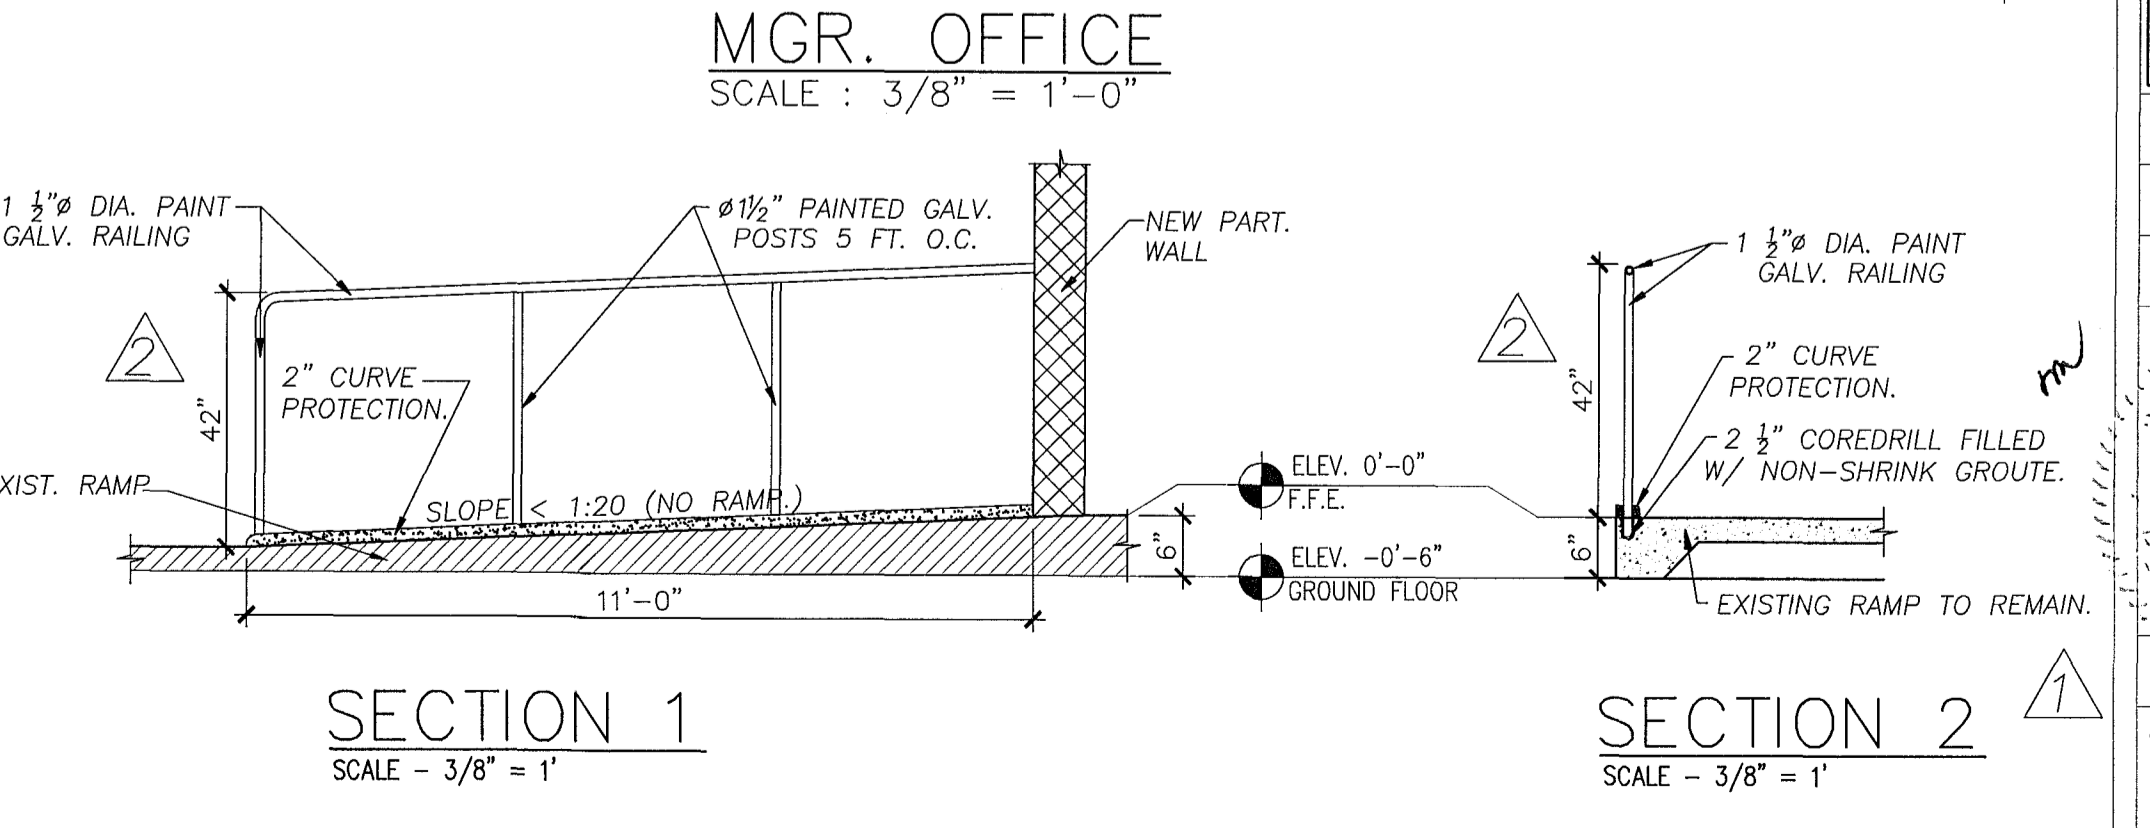 MGR. OFFICE
SCALE : 3/8" = 1'-0"
1 1/2"ø DIA. PAINT
GALV. RAILING
ø1½" PAINTED GALV.
POSTS 5 FT. O.C.
NEW PART.
WALL
2
42"
2" CURVE
PROTECTION.
XIST. RAMP
SLOPE < 1:20 (NO RAMP.)
11'-0"
6"
ELEV. 0'-0"
F.F.E.
ELEV. -0'-6"
GROUND FLOOR
1 1/2"ø DIA. PAINT
GALV. RAILING
2
42"
2" CURVE
PROTECTION.
2 1/2" COREDRILL FILLED
W/ NON-SHRINK GROUTE.
6"
EXISTING RAMP TO REMAIN.
1
SECTION 1
SCALE - 3/8" = 1'
SECTION 2
SCALE - 3/8" = 1'